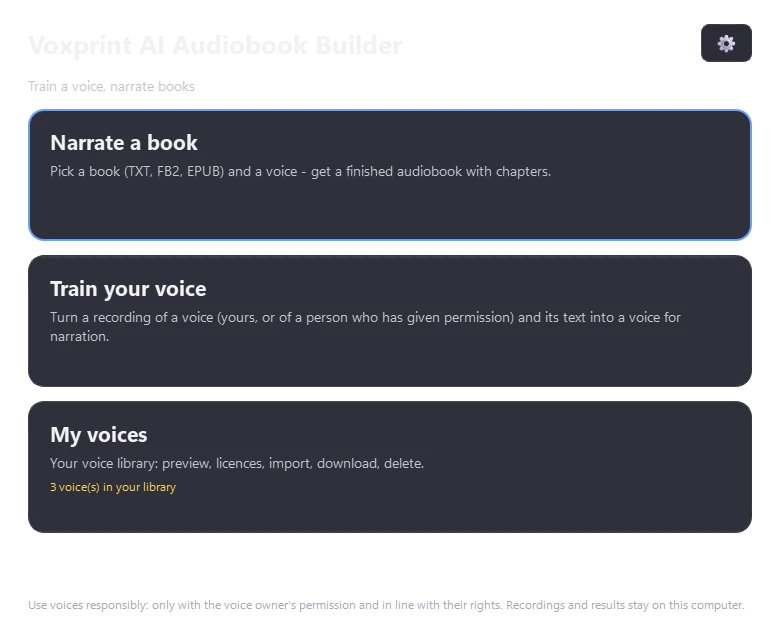 Voxprint AI Audiobook Builder
Train a voice, narrate books
Narrate a book
Pick a book (TXT, FB2, EPUB) and a voice - get a finished audiobook with chapters.
Train your voice
Turn a recording of a voice (yours, or of a person who has given permission) and its text into a voice for
narration.
My voices
Your voice library: preview, licences, import, download, delete.
3 voice(s) in your library
Use voices responsibly: only with the voice owner's permission and in line with their rights. Recordings and results stay on this computer.